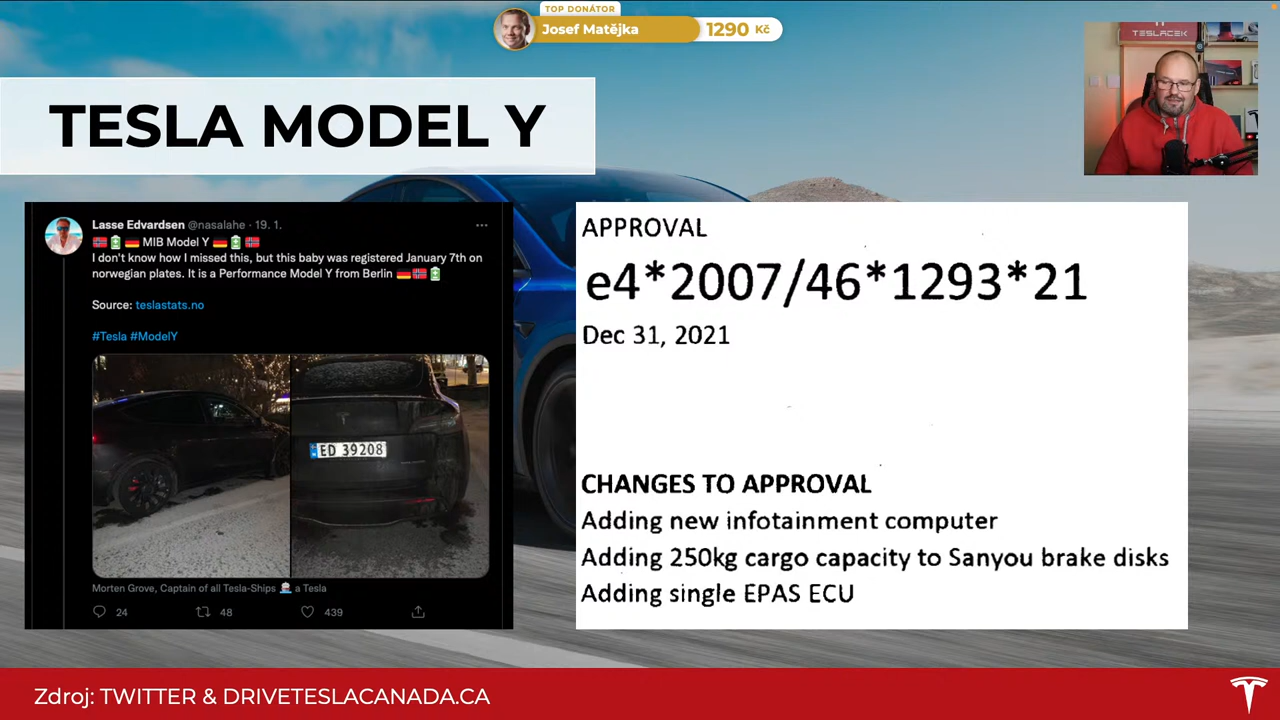 TOP DONÁTOR
Josef Matějka
1290 Kč
TESLACEK
TESLA MODEL Y
Lasse Edvardsen @nasalahe · 19. 1.
MIB Model Y
I don't know how I missed this, but this baby was registered January 7th on
norwegian plates. It is a Performance Model Y from Berlin
Source: teslastats.no
#Tesla #ModelY
ED 39208
Morten Grove, Captain of all Tesla-Ships a Tesla
24 48 439
APPROVAL
e4*2007/46*1293*21
Dec 31, 2021
CHANGES TO APPROVAL
Adding new infotainment computer
Adding 250kg cargo capacity to Sanyou brake disks
Adding single EPAS ECU
Zdroj: TWITTER & DRIVETESLACANADA.CA